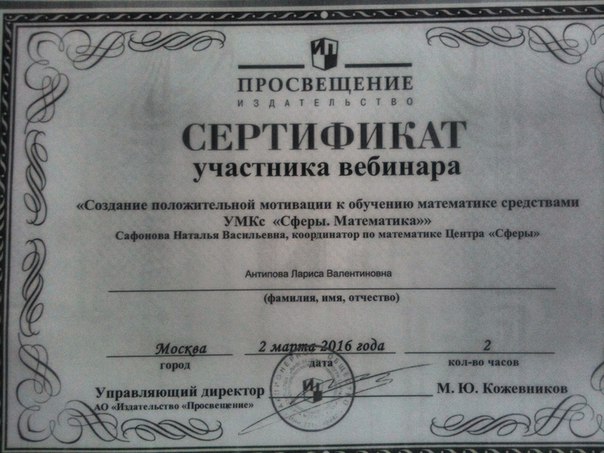 ИП
ПРОСВЕЩЕНИЕ
ИЗДАТЕЛЬСТВО
СЕРТИФИКАТ
участника вебинара
«Создание положительной мотивации к обучению математике средствами
УМКс «Сферы. Математика»»
Сафонова Наталья Васильевна, координатор по математике Центра «Сферы»
Антипова Лариса Валентиновна
(фамилия, имя, отчество)
Москва 2 марта 2016 года 2
город дата кол-во часов
Управляющий директор М. Ю. Кожевников
АО «Издательство «Просвещение»
ИП